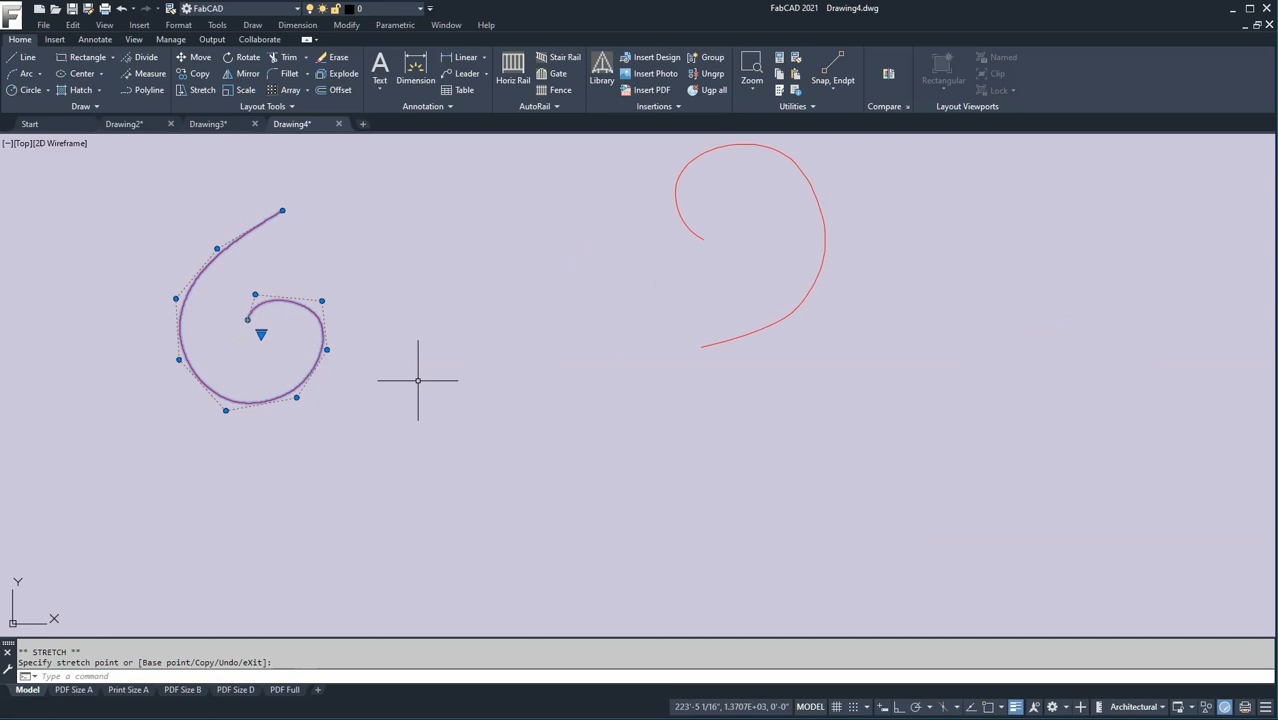 F
FabCAD
0
FabCAD 2021 Drawing4.dwg
File Edit View Insert Format Tools Draw Dimension Modify Parametric Window Help
Home Insert Annotate View Manage Output Collaborate
Line Rectangle Divide Move Rotate Trim Erase Linear Stair Rail Insert Design Group Named
Arc Center Measure Copy Mirror Fillet Explode Text Dimension Leader Horiz Rail Gate Library Insert Photo Ungrp Zoom Snap, Endpt Rectangular Clip
Circle Hatch Polyline Stretch Scale Array Offset Table Fence Insert PDF Ugp all Lock
Draw Layout Tools Annotation AutoRail Insertions Utilities Compare Layout Viewports
Start Drawing2* Drawing3* Drawing4*
[−][Top][2D Wireframe]
Y
X
** STRETCH **
Specify stretch point or [Base point/Copy/Undo/eXit]:
Type a command
Model PDF Size A Print Size A PDF Size B PDF Size D PDF Full
223'-5 1/16", 1.3707E+03, 0'-0" MODEL Architectural